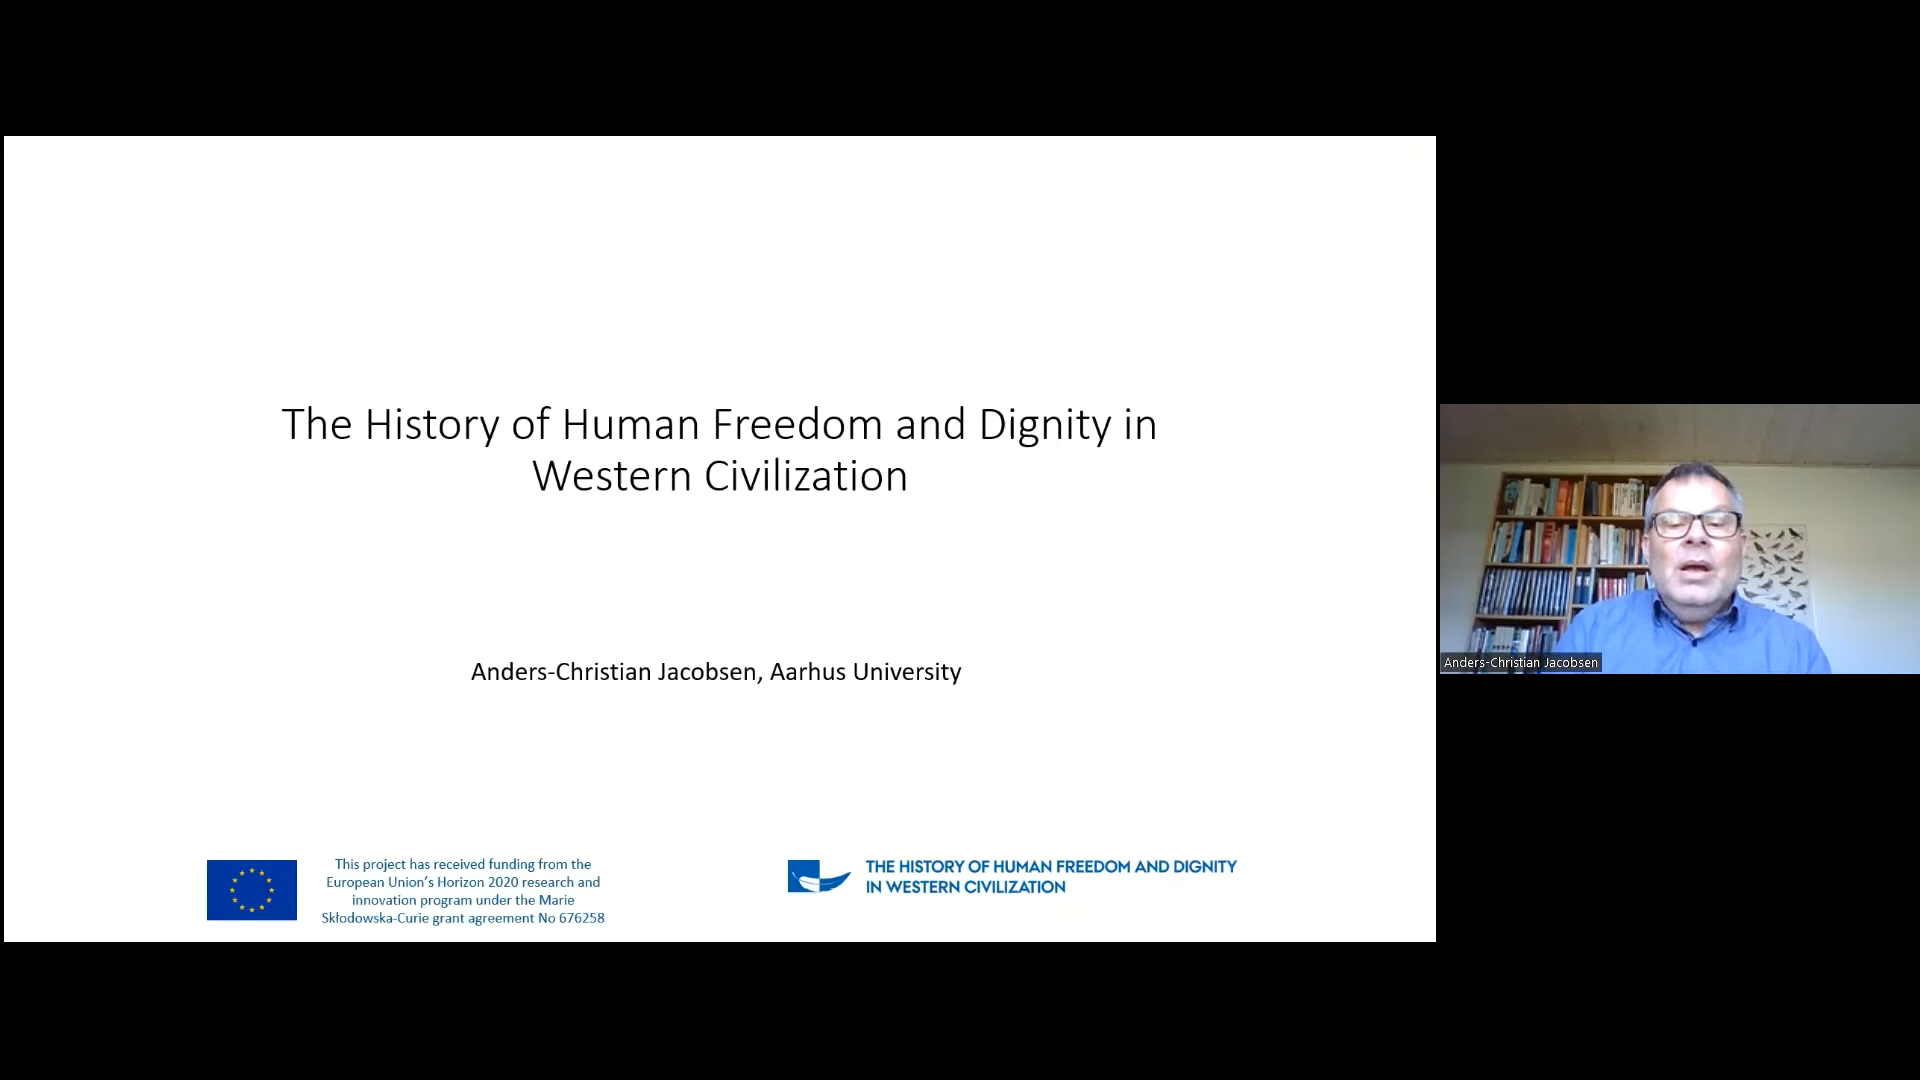 The History of Human Freedom and Dignity in
Western Civilization
Anders-Christian Jacobsen, Aarhus University
This project has received funding from the
European Union's Horizon 2020 research and
innovation program under the Marie
Skłodowska-Curie grant agreement No 676258
THE HISTORY OF HUMAN FREEDOM AND DIGNITY
IN WESTERN CIVILIZATION
Anders-Christian Jacobsen